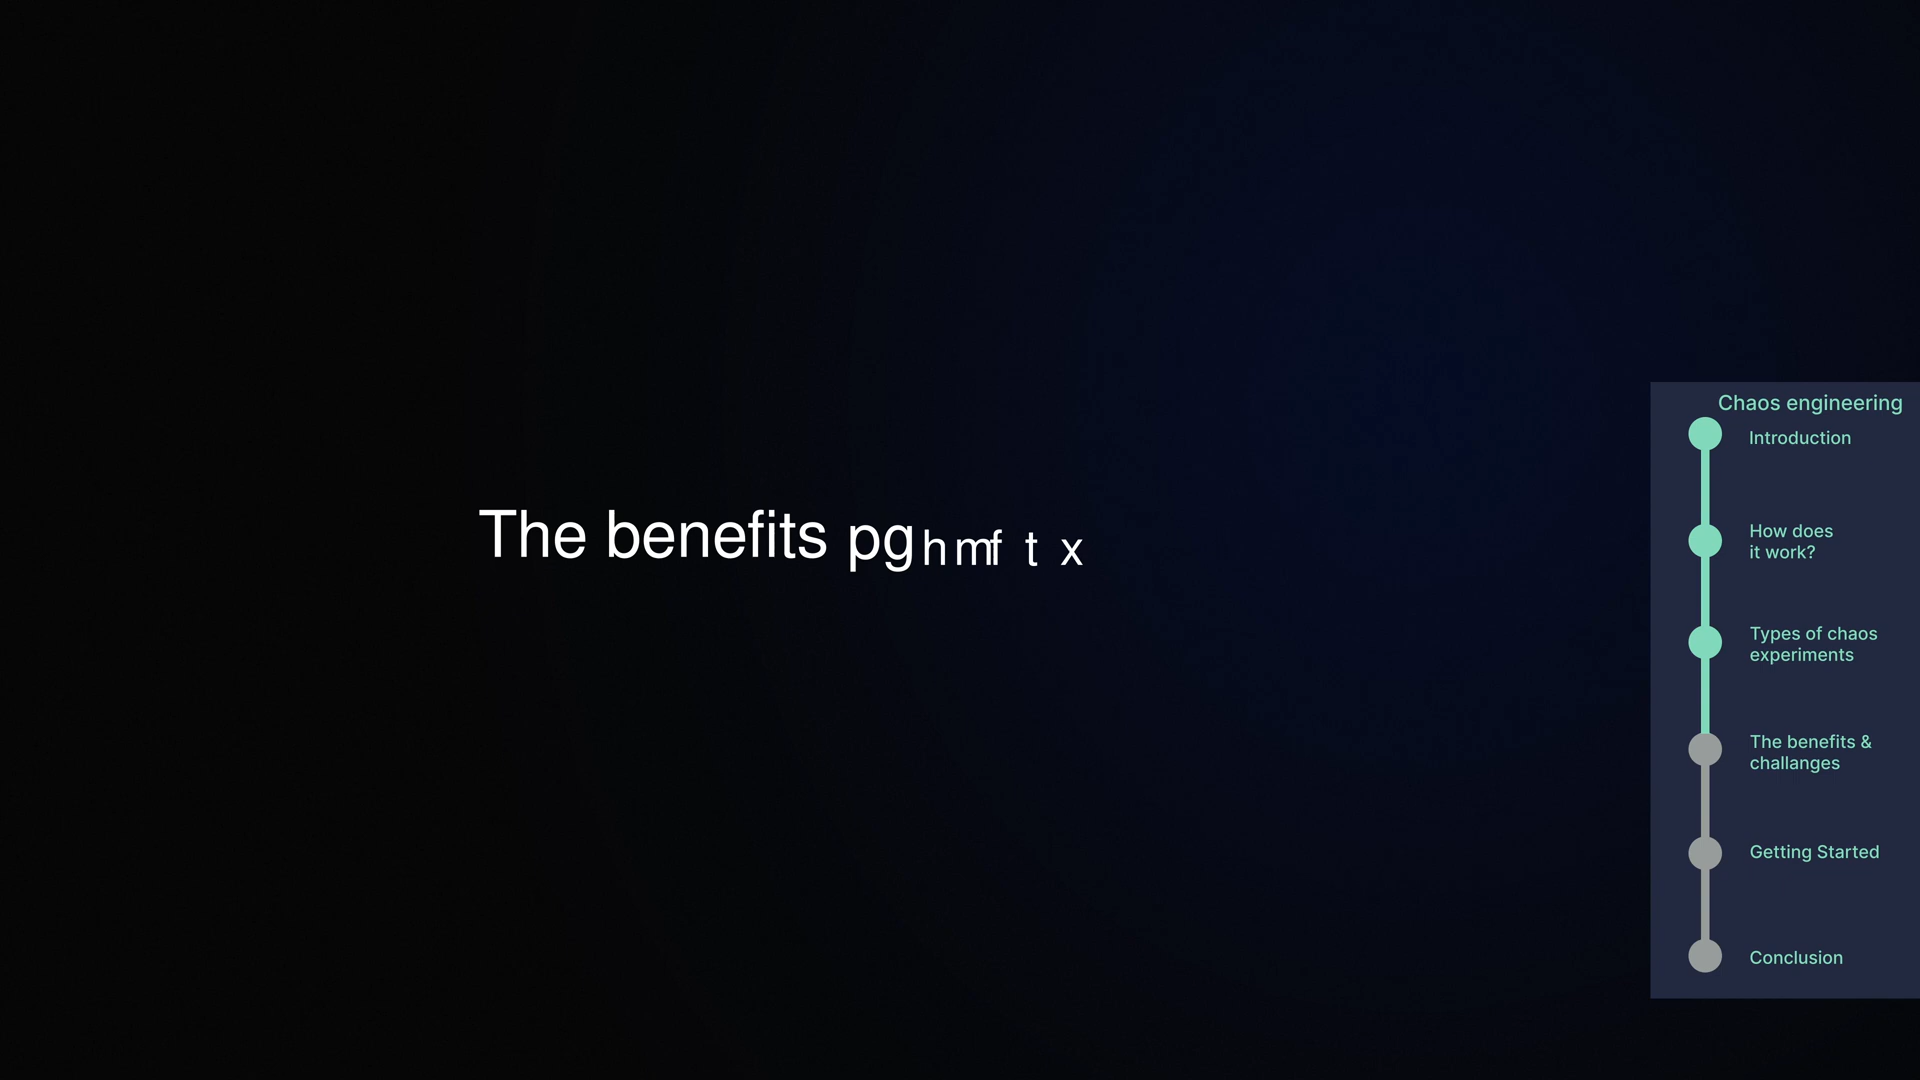 The benefits pghmf t x
Chaos engineering
Introduction
How does
it work?
Types of chaos
experiments
The benefits &
challanges
Getting Started
Conclusion